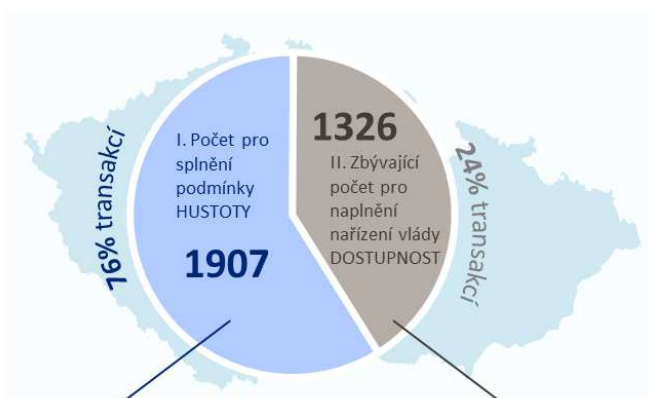 76% transakcí
I. Počet pro
splnění
podmínky
HUSTOTY
1907
1326
II. Zbývající
počet pro
naplnění
nařízení vlády
DOSTUPNOST
24% transakcí